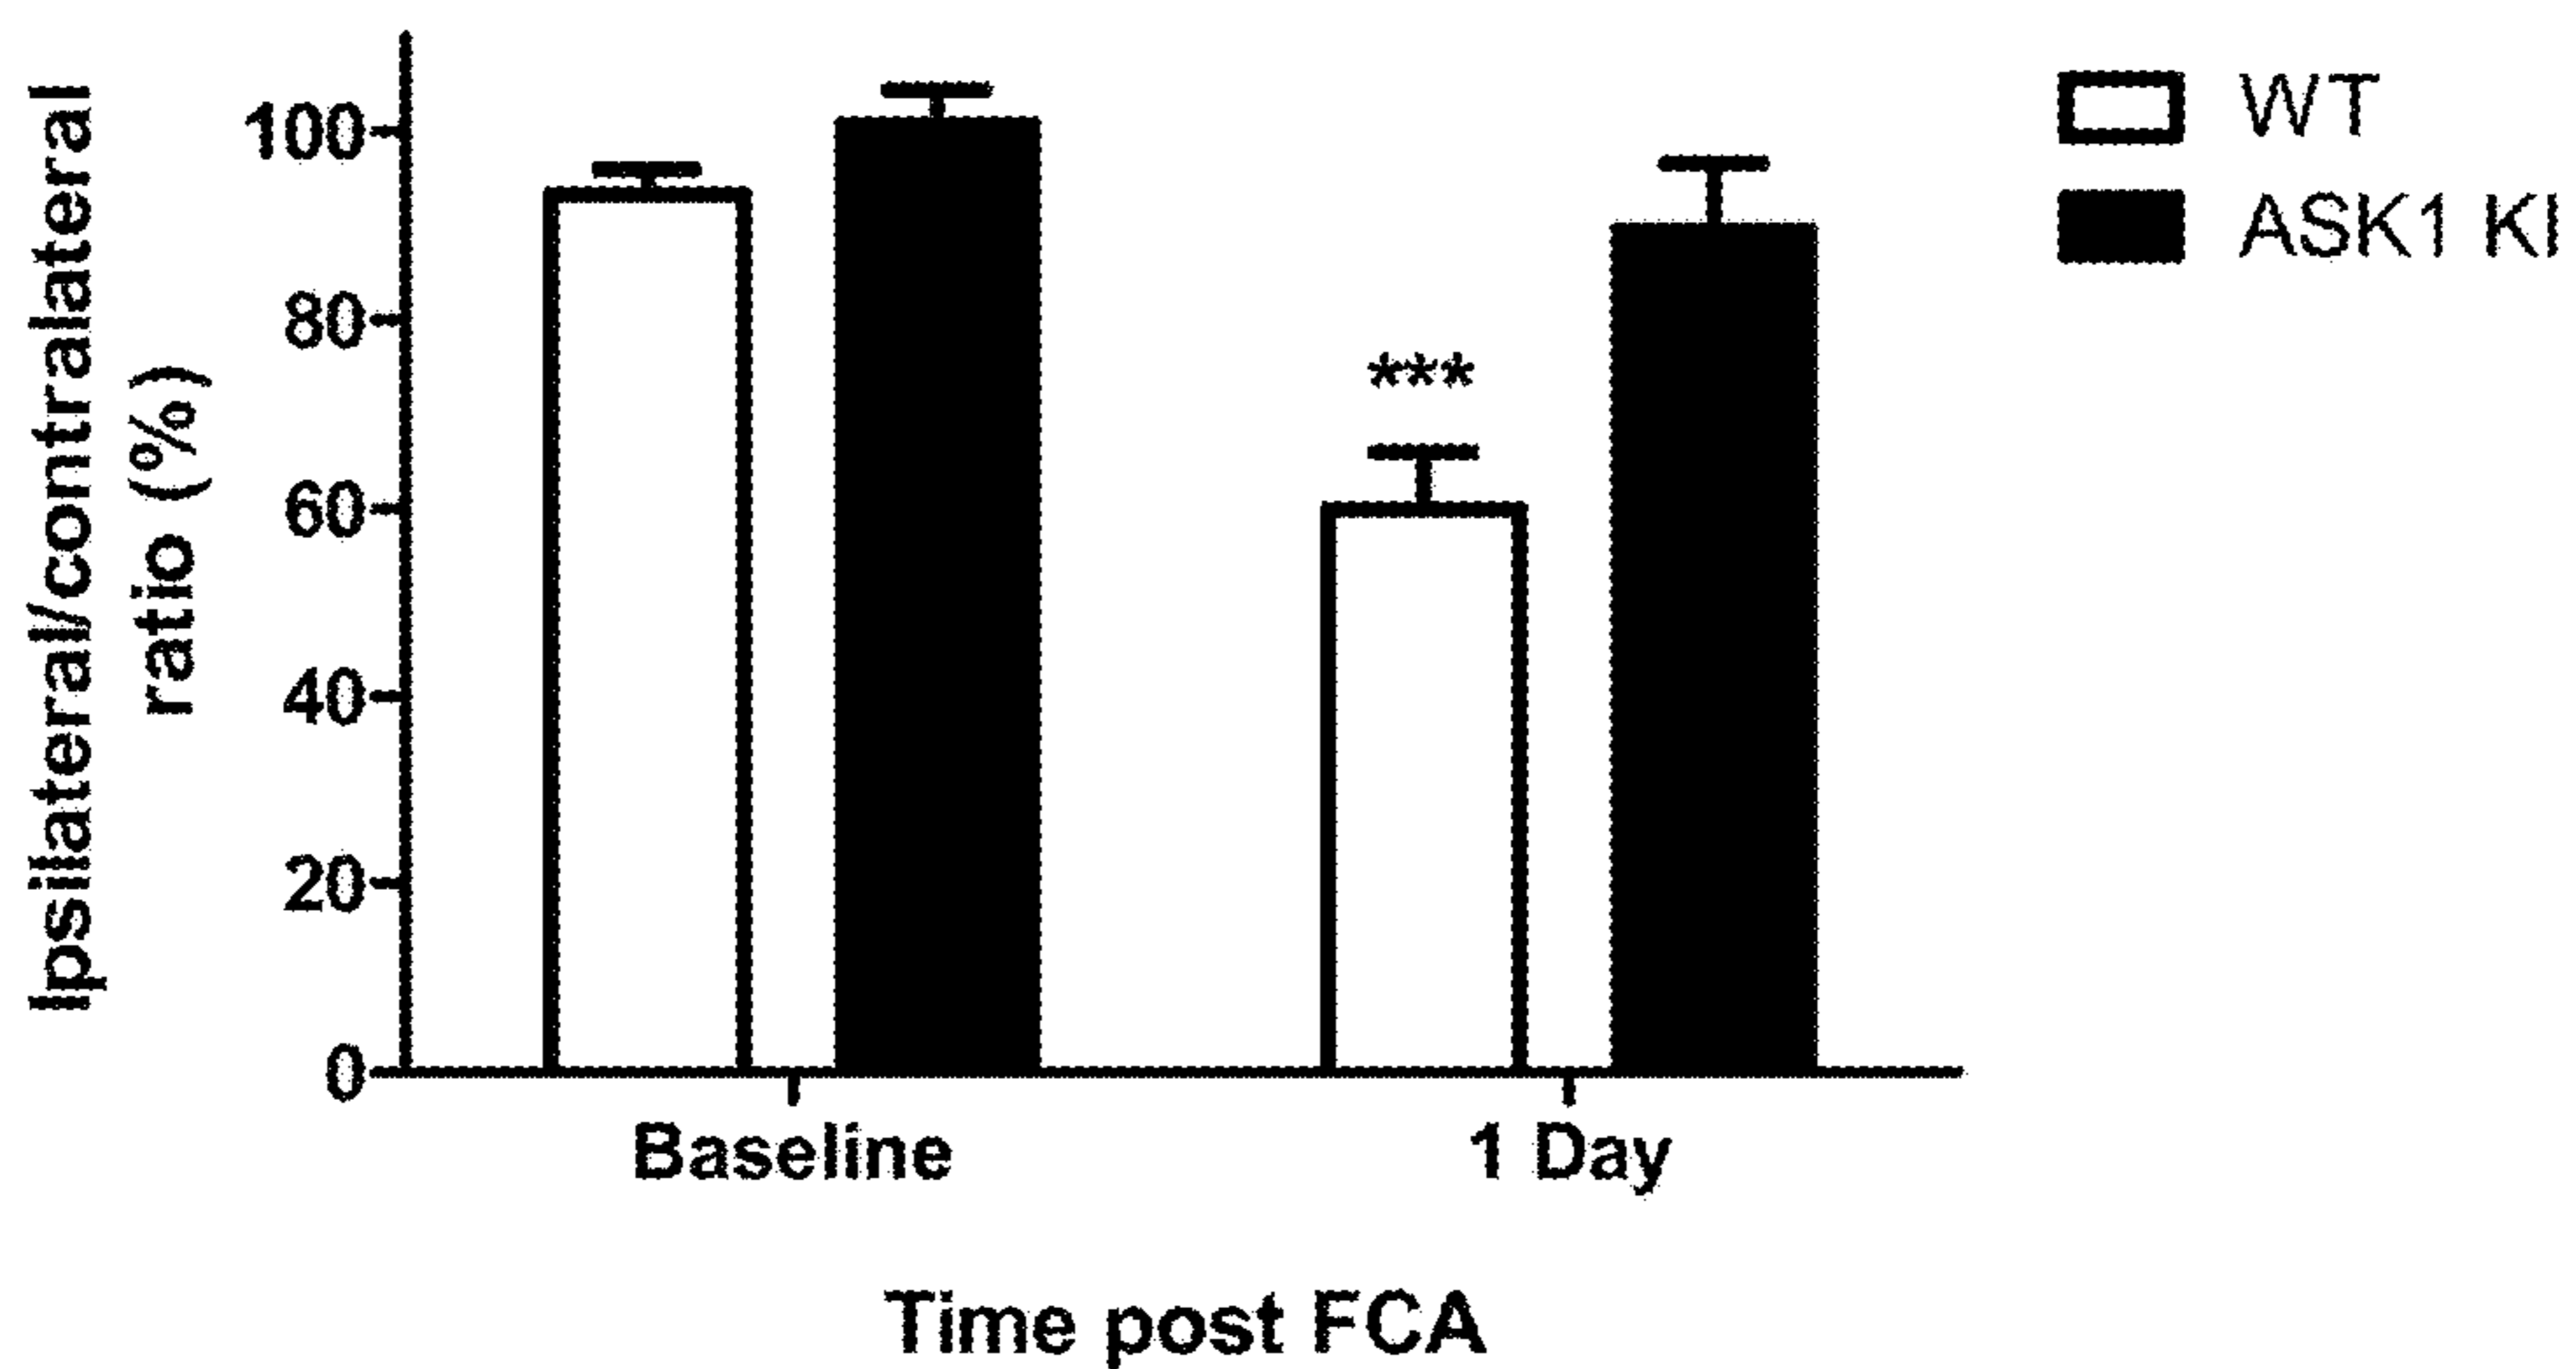 Ipsilateral/contralateral
ratio (%)
100
80
60
40
20
0
***
Baseline
1 Day
Time post FCA
WT
ASK1 KI